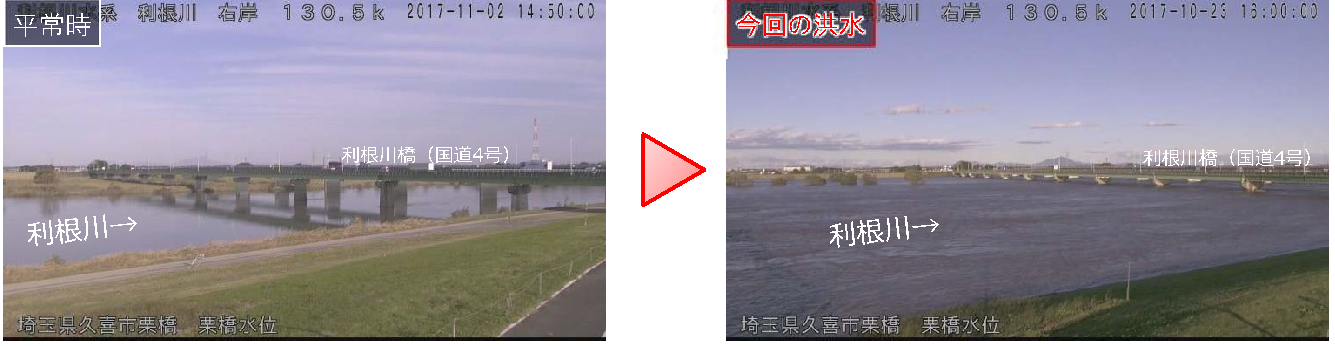 利根川 右岸 130.5k 2017-11-02 14:50:00
平常時
利根川橋（国道4号）
利根川→
埼玉県久喜市栗橋 栗橋水位
利根川 右岸 130.5k 2017-10-23 16:00:00
今回の洪水
利根川橋（国道4号）
利根川→
埼玉県久喜市栗橋 栗橋水位